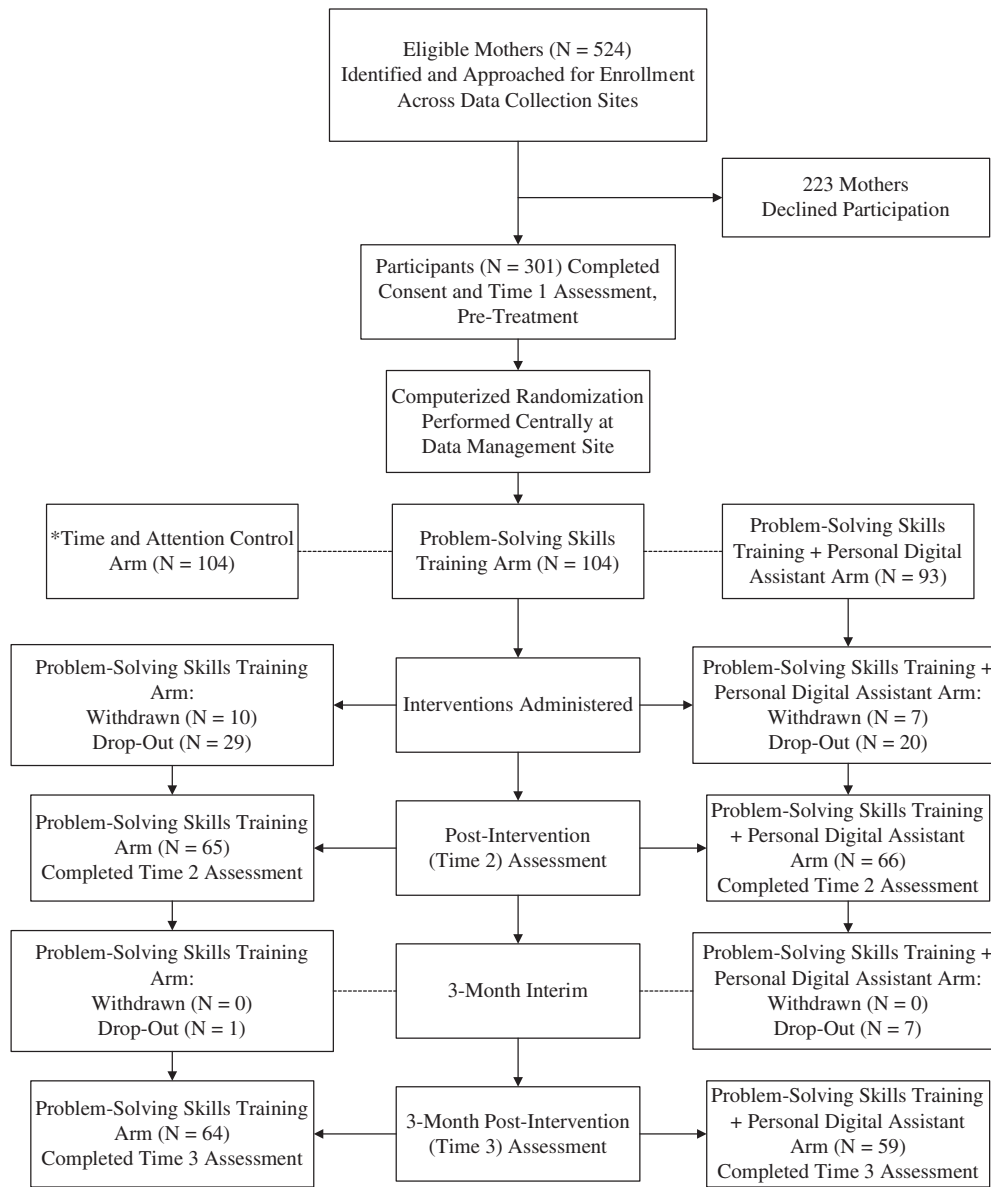 Eligible Mothers (N = 524)
Identified and Approached for Enrollment
Across Data Collection Sites
223 Mothers
Declined Participation
Participants (N = 301) Completed
Consent and Time 1 Assessment,
Pre-Treatment
Computerized Randomization
Performed Centrally at
Data Management Site
*Time and Attention Control
Arm (N = 104)
Problem-Solving Skills
Training Arm (N = 104)
Problem-Solving Skills
Training + Personal Digital
Assistant Arm (N = 93)
Problem-Solving Skills Training
Arm:
Withdrawn (N = 10)
Drop-Out (N = 29)
Interventions Administered
Problem-Solving Skills Training +
Personal Digital Assistant Arm:
Withdrawn (N = 7)
Drop-Out (N = 20)
Problem-Solving Skills Training
Arm (N = 65)
Completed Time 2 Assessment
Post-Intervention
(Time 2) Assessment
Problem-Solving Skills Training
+ Personal Digital Assistant
Arm (N = 66)
Completed Time 2 Assessment
Problem-Solving Skills Training
Arm:
Withdrawn (N = 0)
Drop-Out (N = 1)
3-Month Interim
Problem-Solving Skills Training +
Personal Digital Assistant Arm:
Withdrawn (N = 0)
Drop-Out (N = 7)
Problem-Solving Skills Training
Arm (N = 64)
Completed Time 3 Assessment
3-Month Post-Intervention
(Time 3) Assessment
Problem-Solving Skills Training
+ Personal Digital Assistant
Arm (N = 59)
Completed Time 3 Assessment